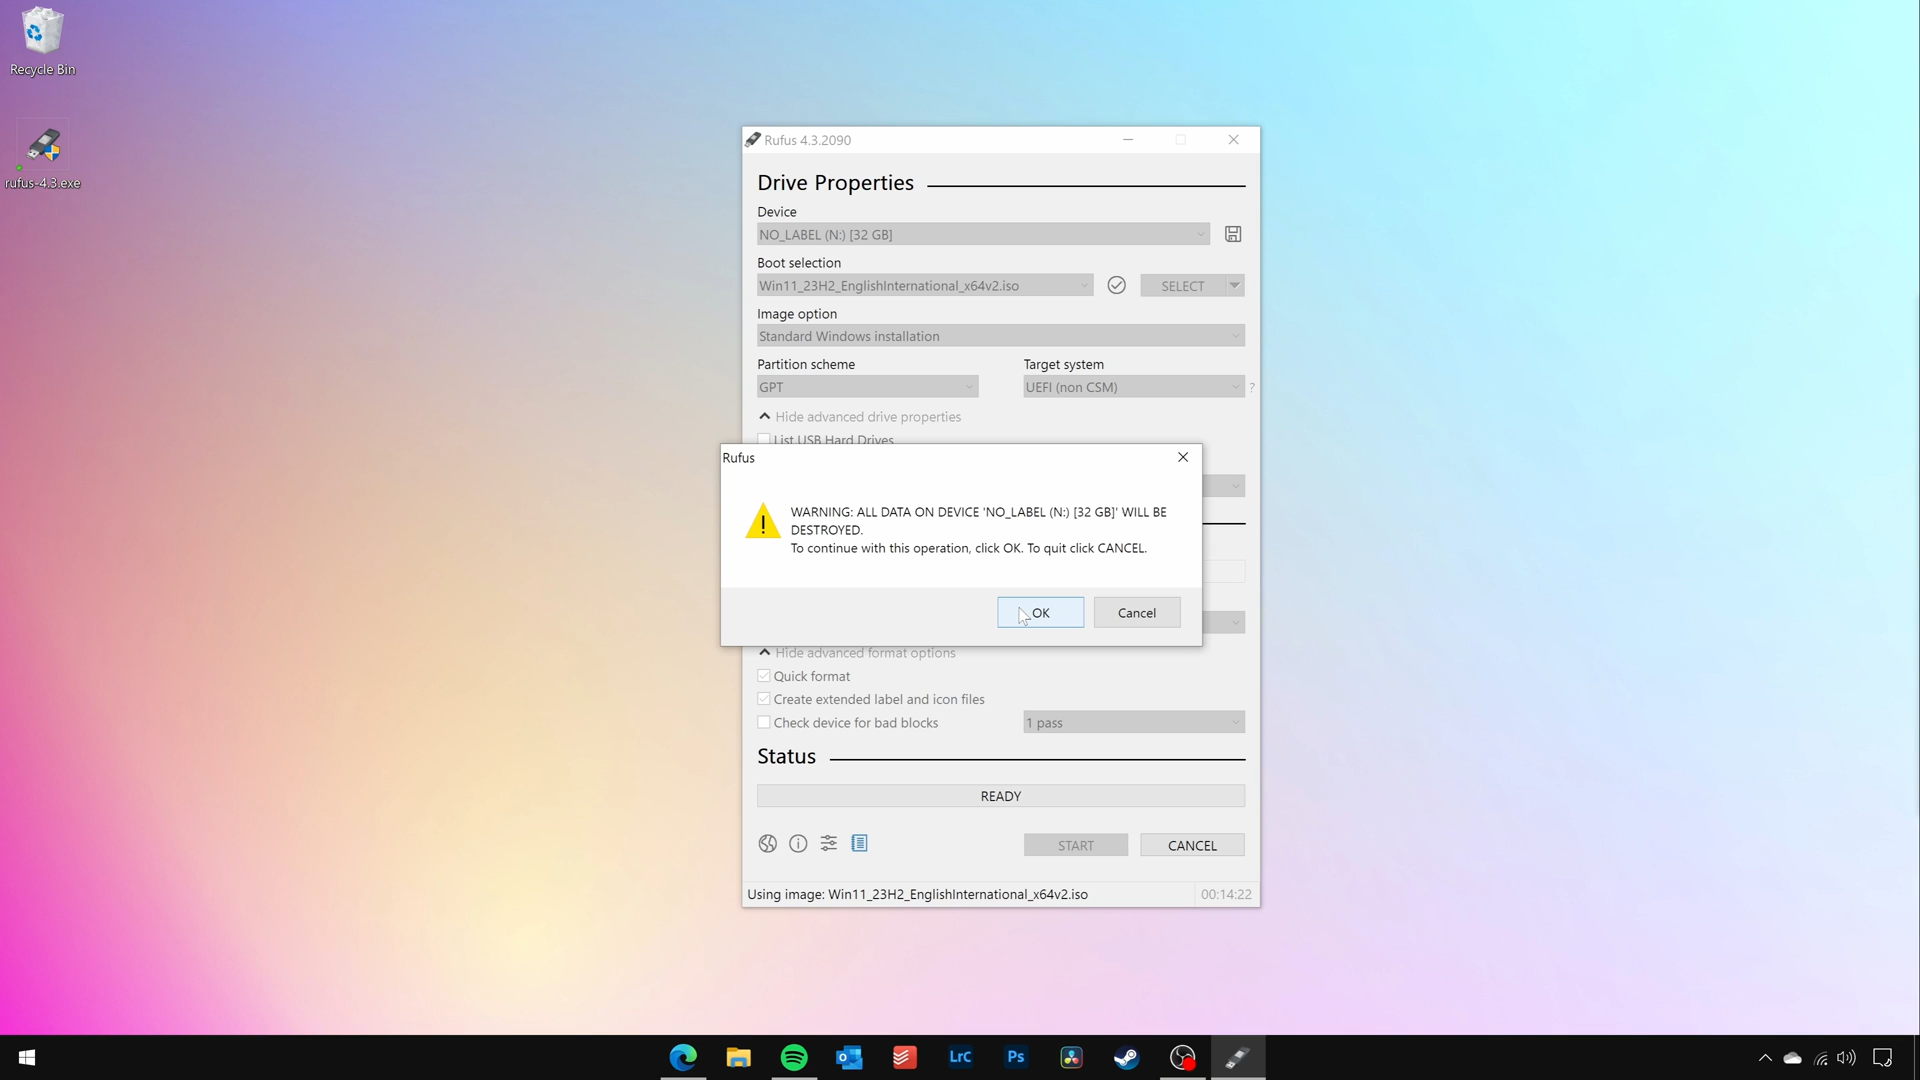 Recycle Bin
rufus-4.3.exe
Rufus 4.3.2090
Drive Properties
Device
NO_LABEL (N:) [32 GB]
Boot selection
Win11_23H2_EnglishInternational_x64v2.iso
SELECT
Image option
Standard Windows installation
Partition scheme
Target system
GPT
UEFI (non CSM)
?
Hide advanced drive properties
List USB Hard Drives
Rufus
WARNING: ALL DATA ON DEVICE 'NO_LABEL (N:) [32 GB]' WILL BE
DESTROYED.
To continue with this operation, click OK. To quit click CANCEL.
OK
Cancel
Hide advanced format options
Quick format
Create extended label and icon files
Check device for bad blocks
1 pass
Status
READY
START
CANCEL
Using image: Win11_23H2_EnglishInternational_x64v2.iso
00:14:22
LrC
Ps